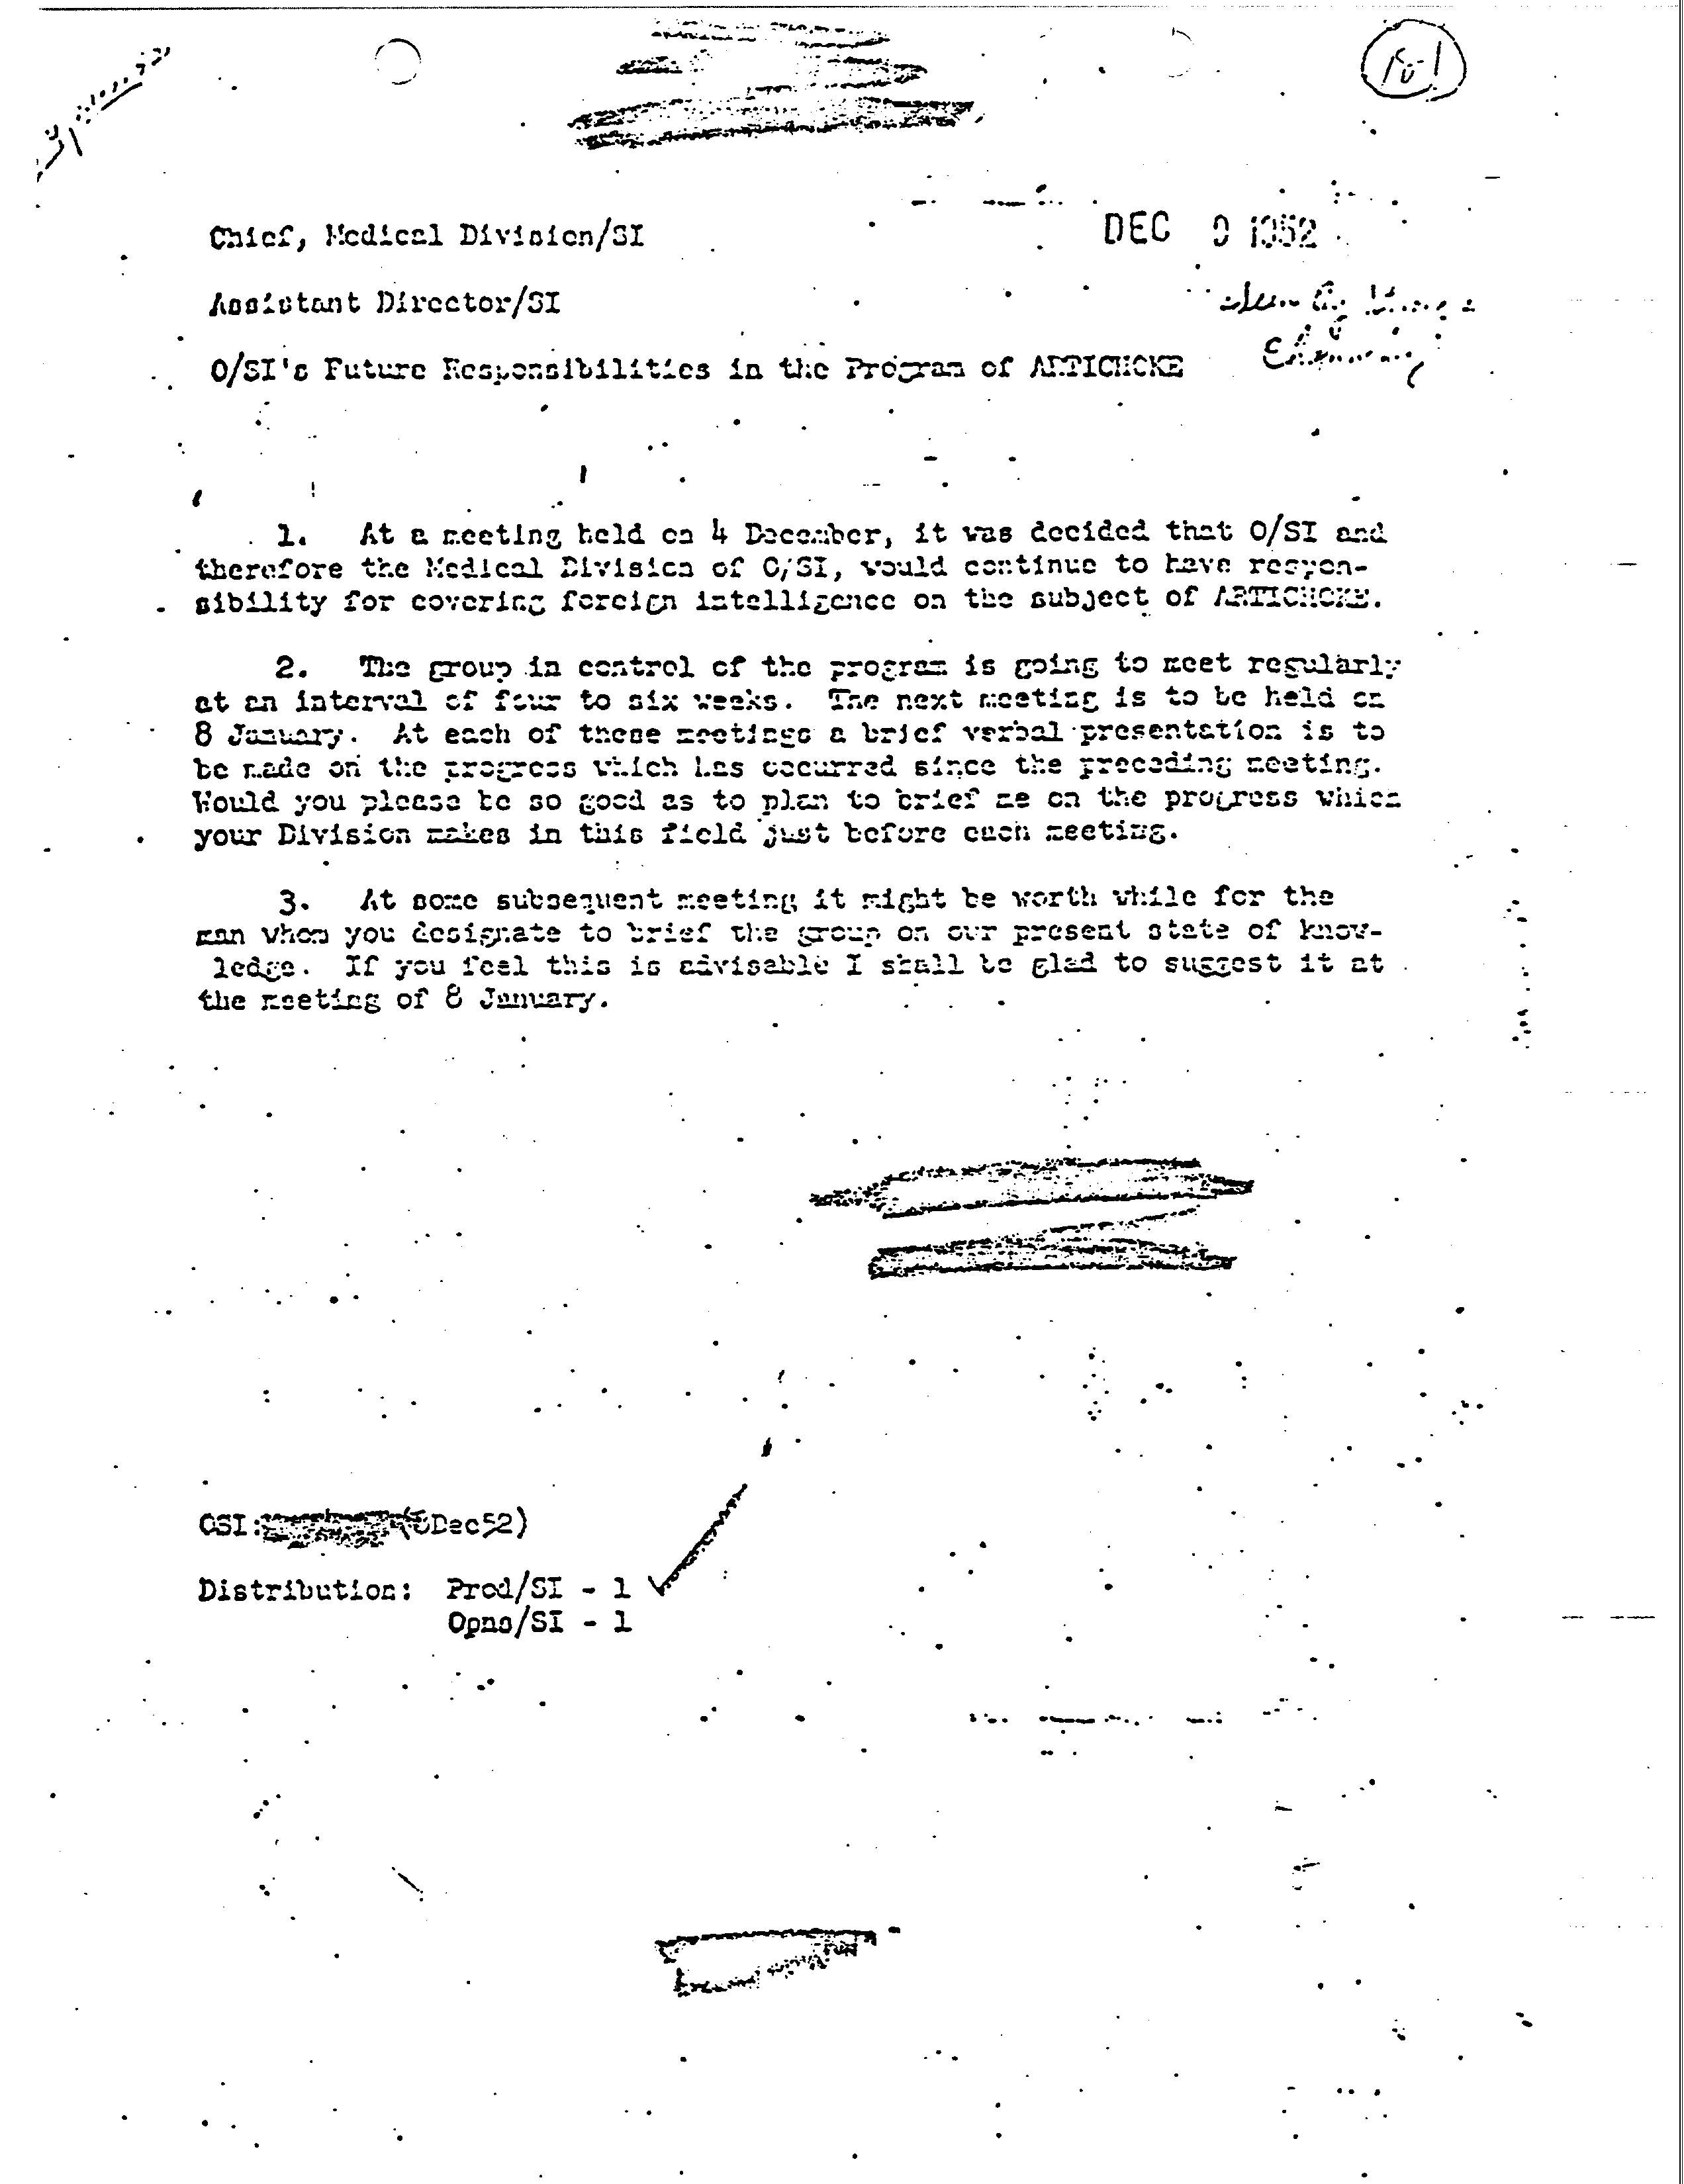 Chief, Medical Division/SI
DEC 9 1952
Assistant Director/SI
O/SI's Future Responsibilities in the Program of ARTICHOKE
1. At a meeting held on 4 December, it was decided that O/SI and
therefore the Medical Division of O/SI, would continue to have respon-
sibility for covering foreign intelligence on the subject of ARTICHOKE.
2. The group in control of the program is going to meet regularly
at an interval of four to six weeks. The next meeting is to be held on
8 January. At each of these meetings a brief verbal presentation is to
be made on the progress which has occurred since the preceding meeting.
Would you please be so good as to plan to brief me on the progress which
your Division makes in this field just before each meeting.
3. At some subsequent meeting it might be worth while for the
man whom you designate to brief the group on our present state of know-
ledge. If you feel this is advisable I shall be glad to suggest it at
the meeting of 8 January.
OSI: Dec52)
Distribution: Prod/SI - 1
Opns/SI - 1